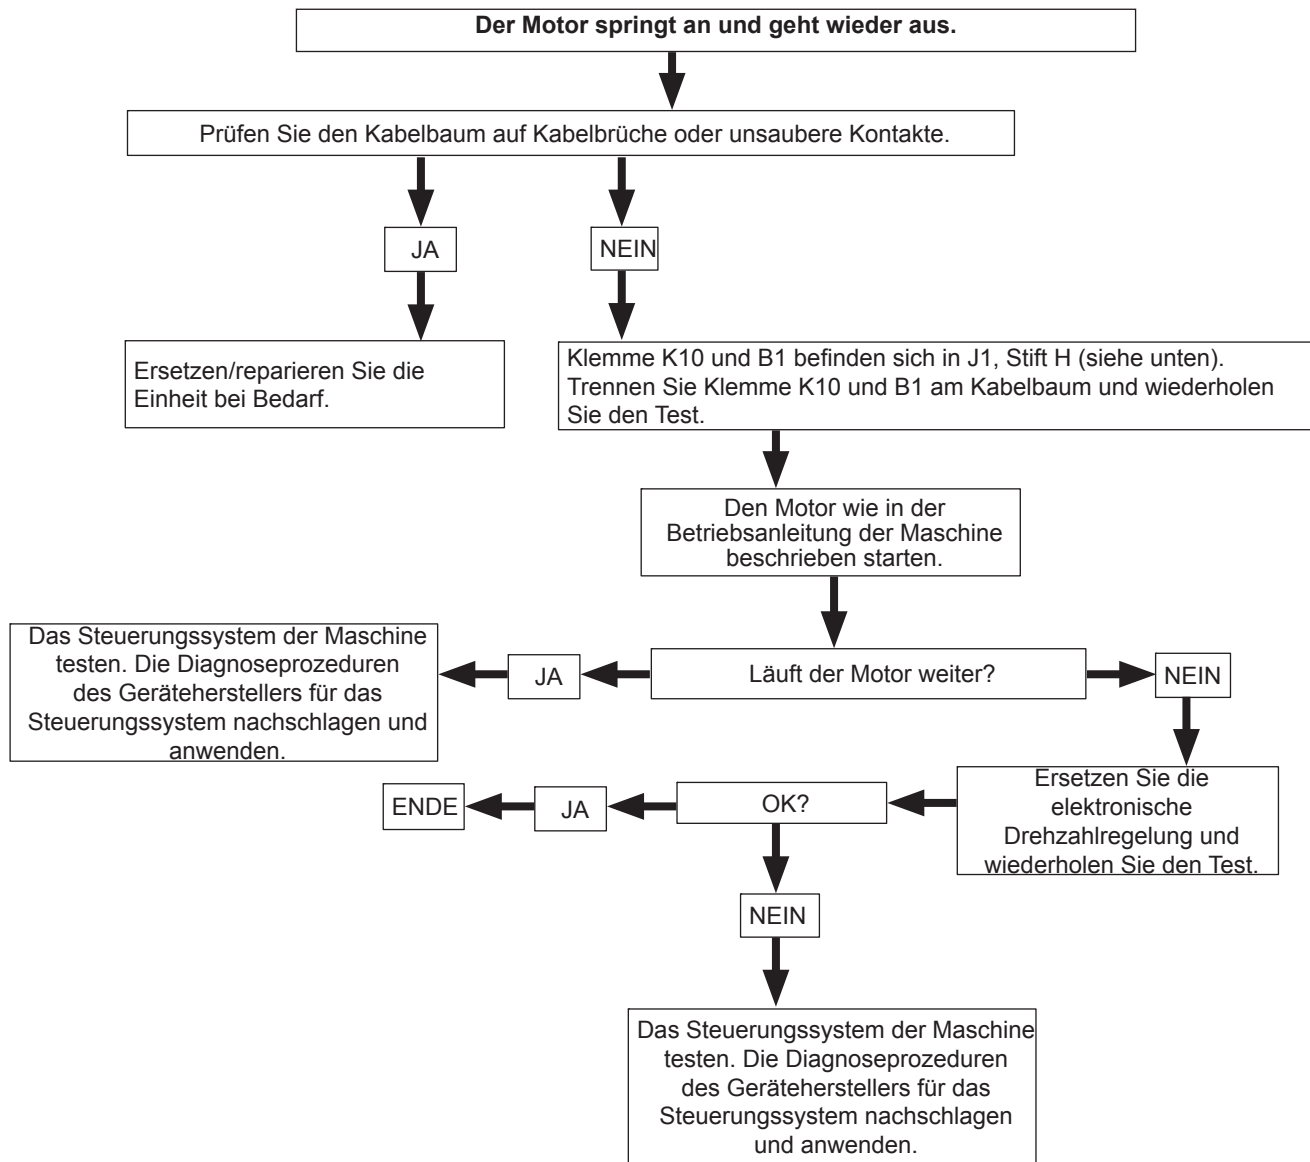 Der Motor springt an und geht wieder aus.
Prüfen Sie den Kabelbaum auf Kabelbrüche oder unsaubere Kontakte.
JA
NEIN
Ersetzen/reparieren Sie die
Einheit bei Bedarf.
Klemme K10 und B1 befinden sich in J1, Stift H (siehe unten).
Trennen Sie Klemme K10 und B1 am Kabelbaum und wiederholen
Sie den Test.
Den Motor wie in der
Betriebsanleitung der Maschine
beschrieben starten.
Das Steuerungssystem der Maschine
testen. Die Diagnoseprozeduren
des Geräteherstellers für das
Steuerungssystem nachschlagen und
anwenden.
JA
Läuft der Motor weiter?
NEIN
ENDE
JA
OK?
Ersetzen Sie die
elektronische
Drehzahlregelung und
wiederholen Sie den Test.
NEIN
Das Steuerungssystem der Maschine
testen. Die Diagnoseprozeduren
des Geräteherstellers für das
Steuerungssystem nachschlagen
und anwenden.